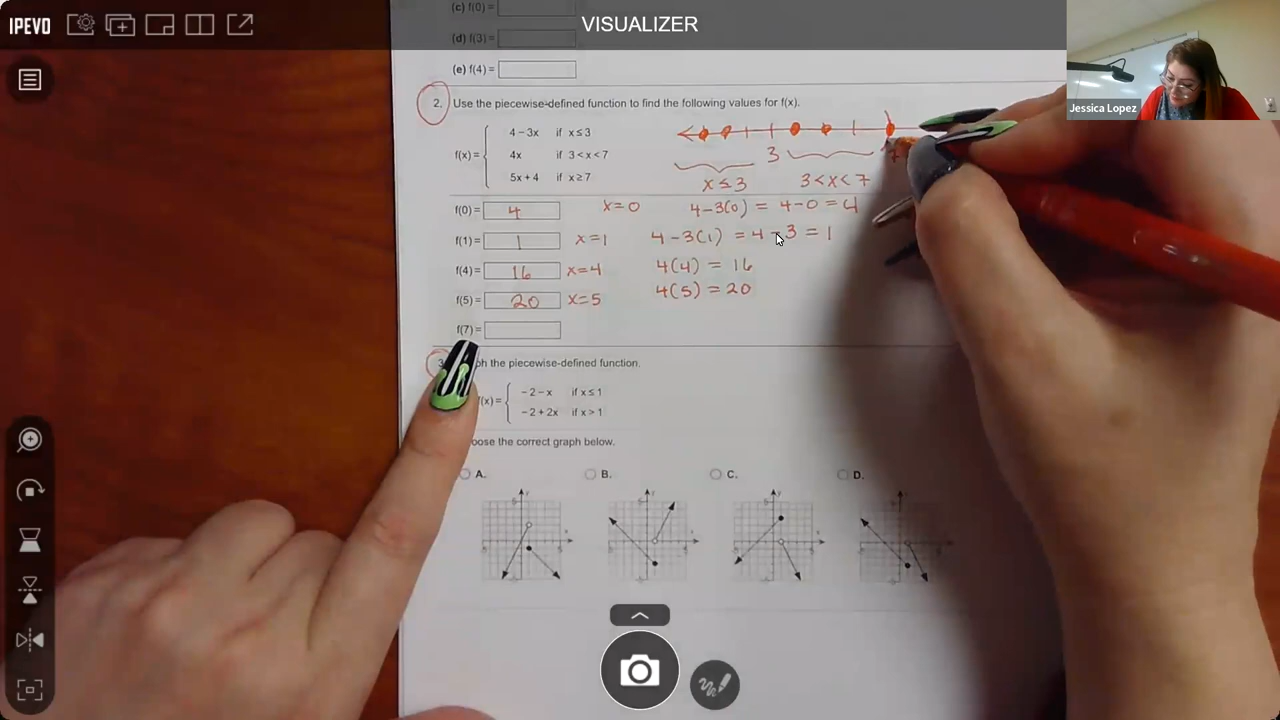 IPEVO
VISUALIZER
Jessica Lopez
(c) f(0) =
(d) f(3) =
(e) f(4) =
2. Use the piecewise-defined function to find the following values for f(x).
4 − 3x if x ≤ 3
f(x) = 4x if 3 < x < 7
5x + 4 if x ≥ 7
3 7
x ≤ 3 3 < x < 7
f(0) = 4 x=0 4−3(0) = 4−0 = 4
f(1) = 1 x=1 4−3(1) = 4−3 = 1
f(4) = 16 x=4 4(4) = 16
f(5) = 20 x=5 4(5) = 20
f(7) =
ph the piecewise-defined function.
−2 − x if x ≤ 1
f(x) =
−2 + 2x if x > 1
oose the correct graph below.
A. B. C. D.